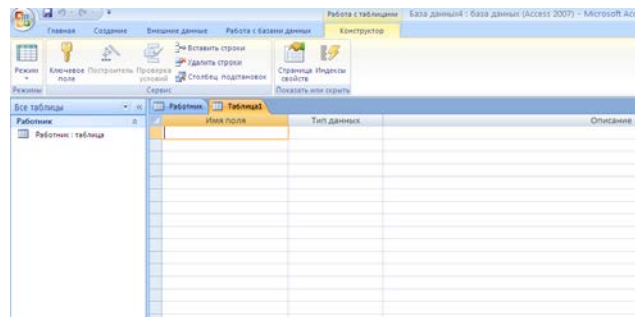 Работа с таблицами База данных4 : база данных (Access 2007) - Microsoft Acc
Главная Создание Внешние данные Работа с базами данных Конструктор
Режим
Ключевое поле
Построитель
Проверка условий
Вставить строки
Удалить строки
Столбец подстановок
Страница свойств
Индексы
Режимы Сервис Показать или скрыть
Все таблицы Работник Таблица1
Работник Имя поля Тип данных Описание
Работник : таблица